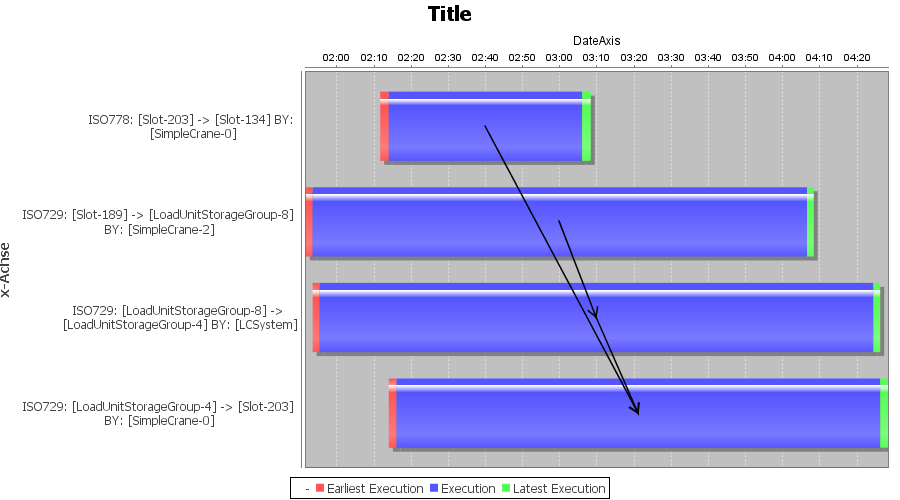 Title
DateAxis
02:00 02:10 02:20 02:30 02:40 02:50 03:00 03:10 03:20 03:30 03:40 03:50 04:00 04:10 04:20
x-Achse
ISO778: [Slot-203] -> [Slot-134] BY:
[SimpleCrane-0]
ISO729: [Slot-189] -> [LoadUnitStorageGroup-8]
BY: [SimpleCrane-2]
ISO729: [LoadUnitStorageGroup-8] ->
[LoadUnitStorageGroup-4] BY: [LCSystem]
ISO729: [LoadUnitStorageGroup-4] -> [Slot-203]
BY: [SimpleCrane-0]
- Earliest Execution Execution Latest Execution